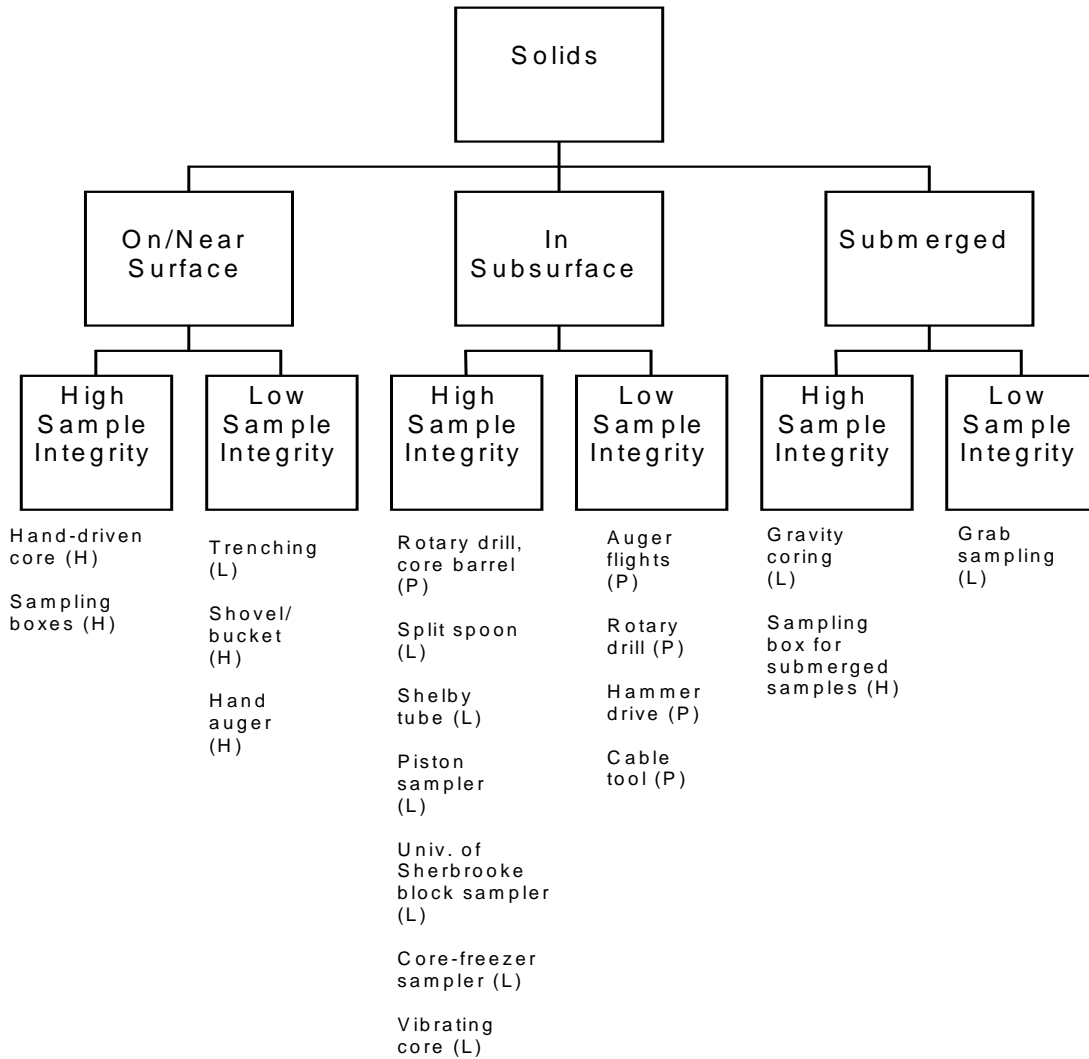 Solids
On/Near
Surface
In
Subsurface
Submerged
High
Sample
Integrity
Low
Sample
Integrity
High
Sample
Integrity
Low
Sample
Integrity
High
Sample
Integrity
Low
Sample
Integrity
Hand-driven
core (H)
Sampling
boxes (H)
Trenching
(L)
Shovel/
bucket
(H)
Hand
auger
(H)
Rotary drill,
core barrel
(P)
Split spoon
(L)
Shelby
tube (L)
Piston
sampler
(L)
Univ. of
Sherbrooke
block sampler
(L)
Core-freezer
sampler (L)
Vibrating
core (L)
Auger
flights
(P)
Rotary
drill (P)
Hammer
drive (P)
Cable
tool (P)
Gravity
coring
(L)
Sampling
box for
submerged
samples (H)
Grab
sampling
(L)